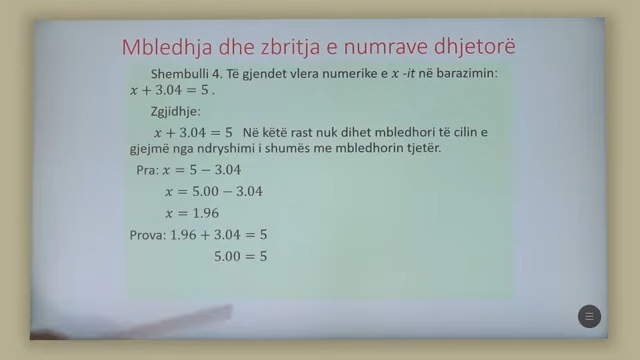 Mbledhja dhe zbritja e numrave dhjetorë
Shembulli 4. Të gjendet vlera numerike e x -it në barazimin:
x + 3.04 = 5 .
Zgjidhje:
x + 3.04 = 5 Në këtë rast nuk dihet mbledhori të cilin e
gjejmë nga ndryshimi i shumës me mbledhorin tjetër.
Pra: x = 5 − 3.04
x = 5.00 − 3.04
x = 1.96
Prova: 1.96 + 3.04 = 5
5.00 = 5